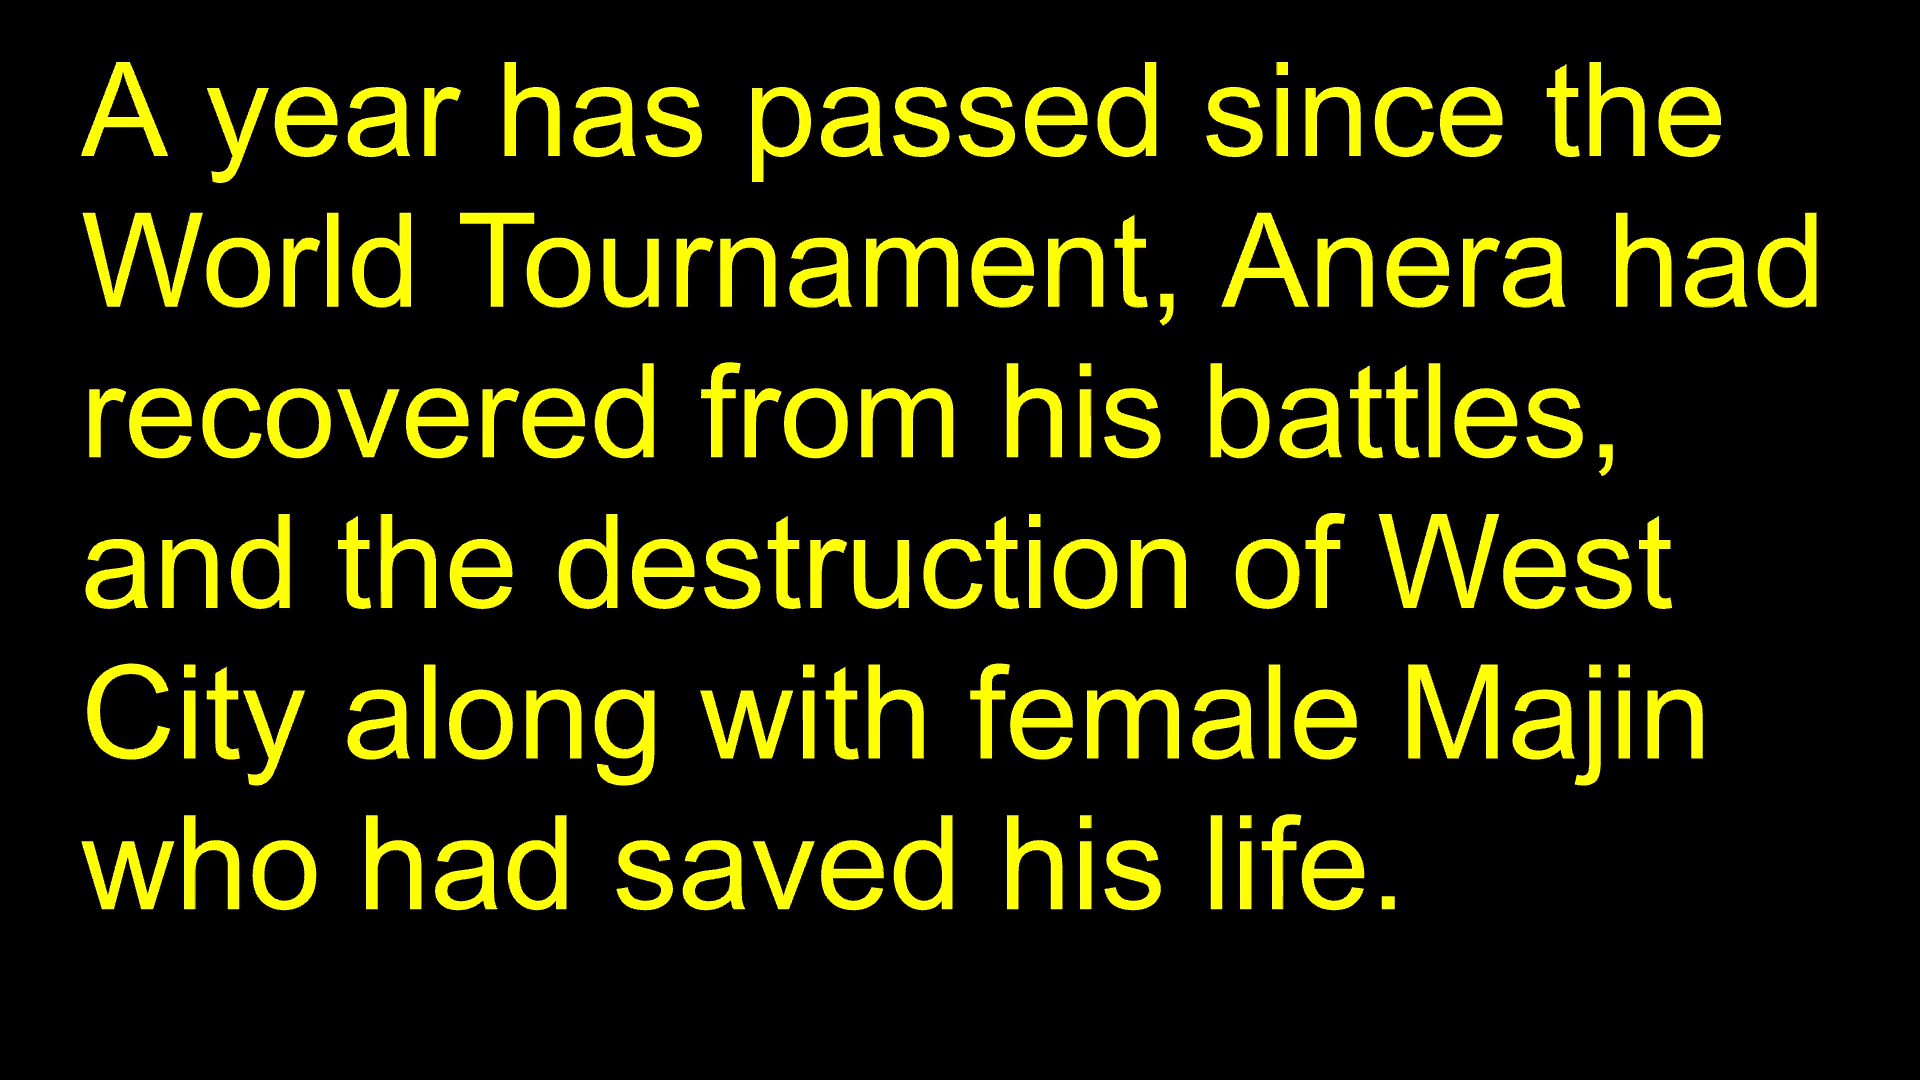 A year has passed since the
World Tournament, Anera had
recovered from his battles,
and the destruction of West
City along with female Majin
who had saved his life.